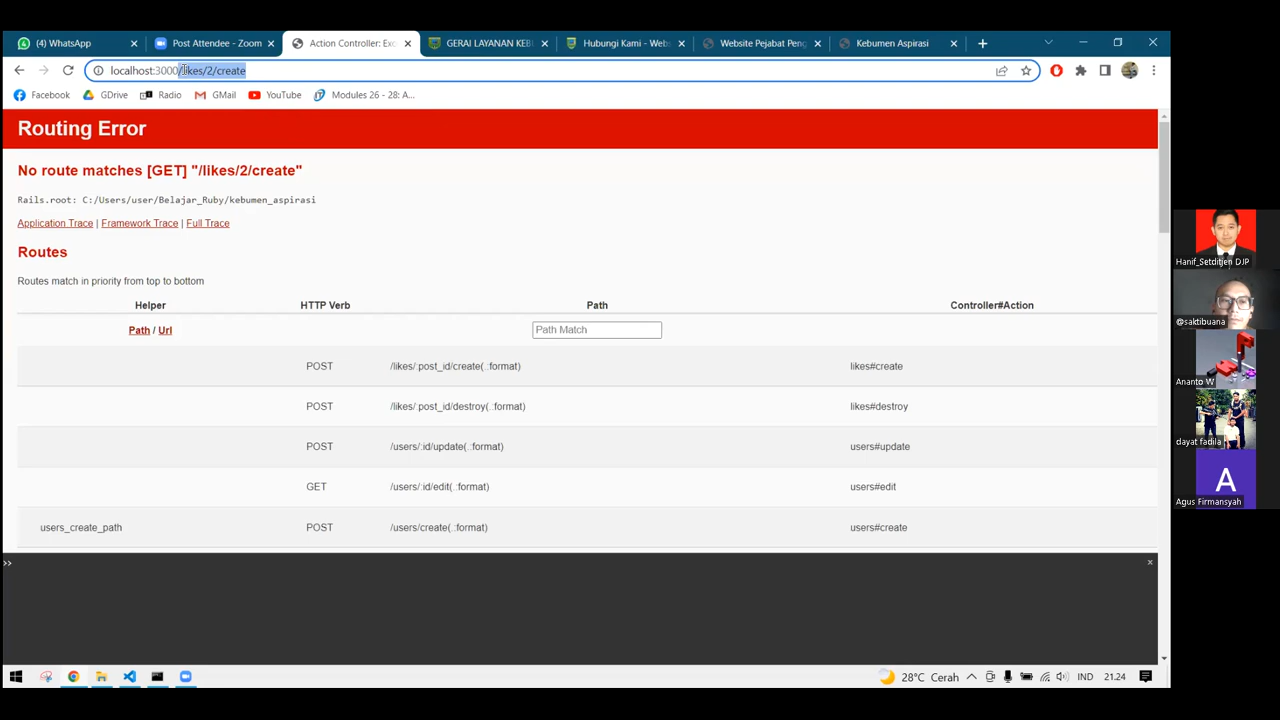 (4) WhatsApp
Post Attendee - Zoom
Action Controller: Exc
GERAI LAYANAN KEB
Hubungi Kami - Webs
Website Pejabat Peng
Kebumen Aspirasi
localhost:3000/likes/2/create
Facebook
GDrive
Radio
GMail
YouTube
Modules 26 - 28: A...
Routing Error
No route matches [GET] "/likes/2/create"
Rails.root: C:/Users/user/Belajar_Ruby/kebumen_aspirasi
Application Trace | Framework Trace | Full Trace
Routes
Routes match in priority from top to bottom
Helper HTTP Verb Path Controller#Action
Path / Url Path Match
POST /likes/:post_id/create(.:format) likes#create
POST /likes/:post_id/destroy(.:format) likes#destroy
POST /users/:id/update(.:format) users#update
GET /users/:id/edit(.:format) users#edit
users_create_path POST /users/create(.:format) users#create
>>
x
Hanif_Setditjen DJP
@saktibuana
Ananto W
dayat fadila
A
Agus Firmansyah
28°C Cerah
IND
21.24